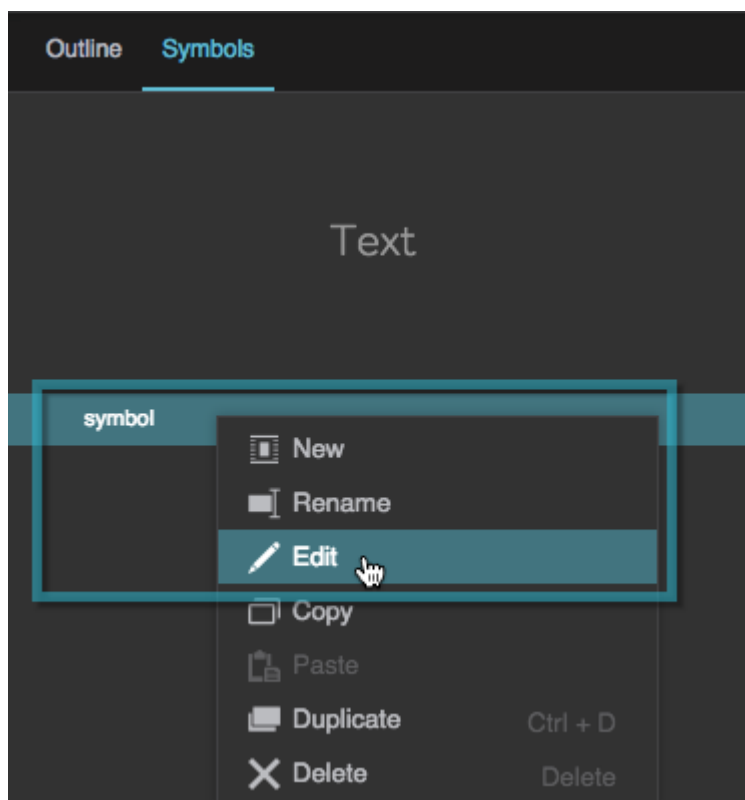 Outline Symbols
Text
symbol
New
Rename
Edit
Copy
Paste
Duplicate Ctrl + D
Delete Delete